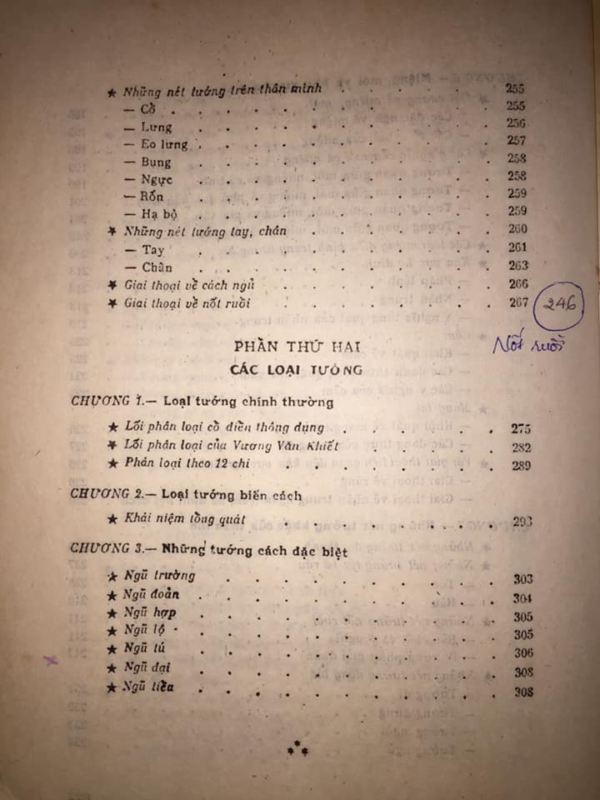 ★ Những nét tướng trên thân mình . . . . . 255
— Cồ . . . . . . . . . . 255
— Lưng . . . . . . . . . 256
— Eo lưng . . . . . . . . . 257
— Bụng . . . . . . . . . 258
— Ngực . . . . . . . . . 258
— Rốn . . . . . . . . . 259
— Hạ bộ . . . . . . . . . 259
★ Những nét tướng tay, chân . . . . . . 260
— Tay . . . . . . . . . 261
— Chân . . . . . . . . . 263
★ Giai thoại về cách ngủ . . . . . . 266
★ Giai thoại về nốt ruồi . . . . . . 267
246
Nốt ruồi
PHẦN THỨ HAI
CÁC LOẠI TƯỚNG
CHƯƠNG 1.— Loại tướng chính thường
★ Lối phân loại cồ điền thông dụng . . . . . 275
★ Lối phân loại của Vương Văn Khiết . . . . . 282
★ Phân loại theo 12 chi . . . . . . 289
CHƯƠNG 2.— Loại tướng biến cách
★ Khái niệm tồng quát . . . . . . . 293
CHƯƠNG 3.— Những tướng cách đặc biệt
★ Ngũ trường . . . . . . . . . 303
★ Ngũ đoản . . . . . . . . . 304
★ Ngũ hợp . . . . . . . . . 305
★ Ngũ lộ . . . . . . . . . 305
★ Ngũ tú . . . . . . . . . 306
★ Ngũ đại . . . . . . . . . 308
★ Ngũ tiều . . . . . . . . . 308